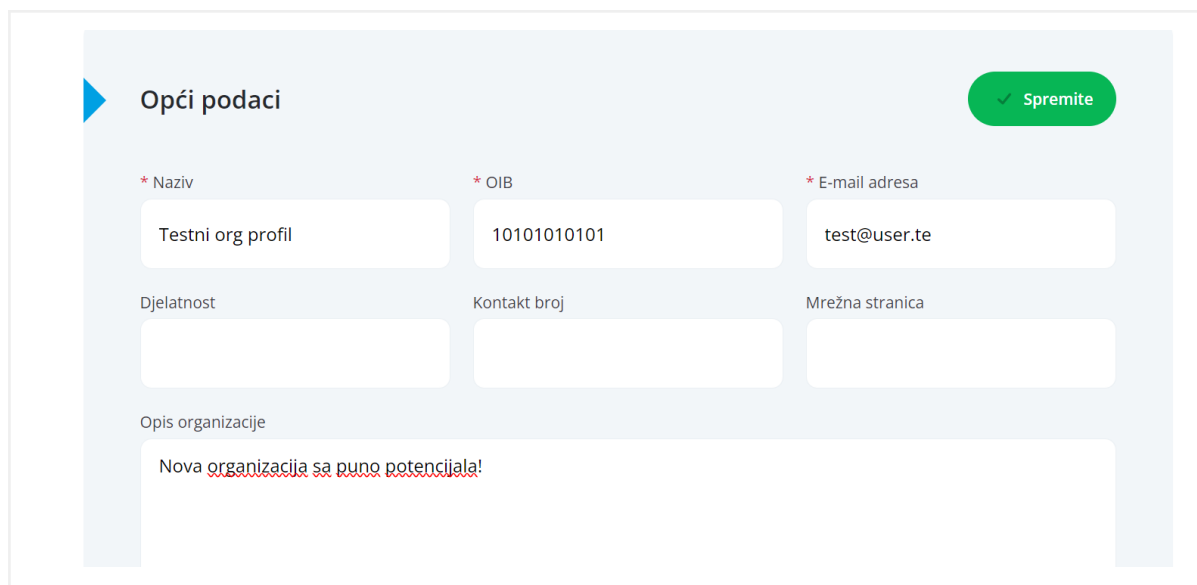 Opći podaci
Spremite
* Naziv
* OIB
* E-mail adresa
Testni org profil
10101010101
test@user.te
Djelatnost
Kontakt broj
Mrežna stranica
Opis organizacije
Nova organizacija sa puno potencijala!